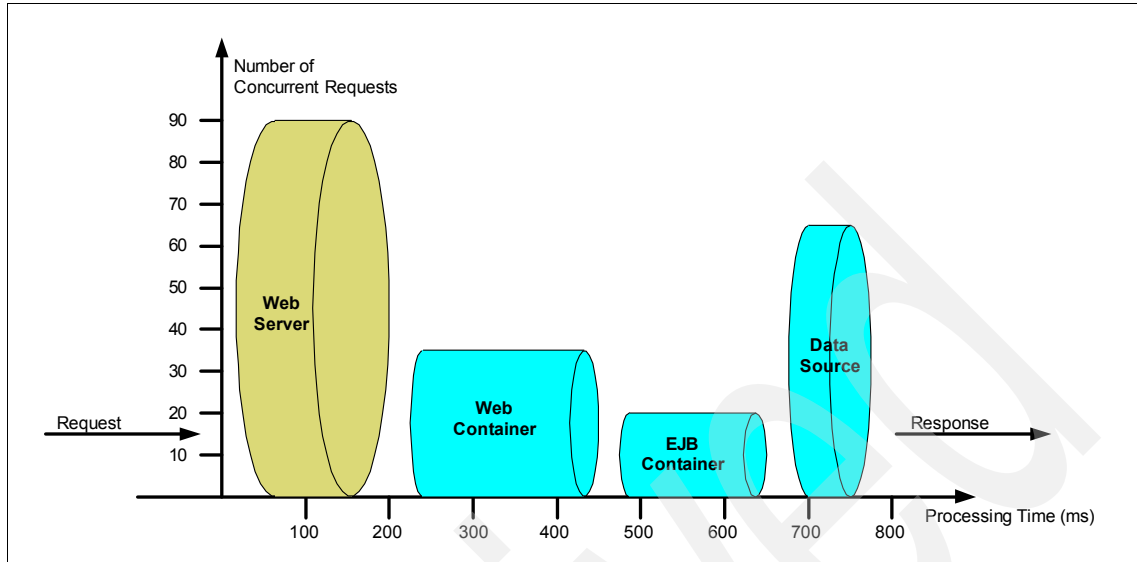 Number of
Concurrent Requests
90
80
70
60
50
40
30
20
10
Request
Web
Server
Web
Container
EJB
Container
Data
Source
Response
Processing Time (ms)
100
200
300
400
500
600
700
800